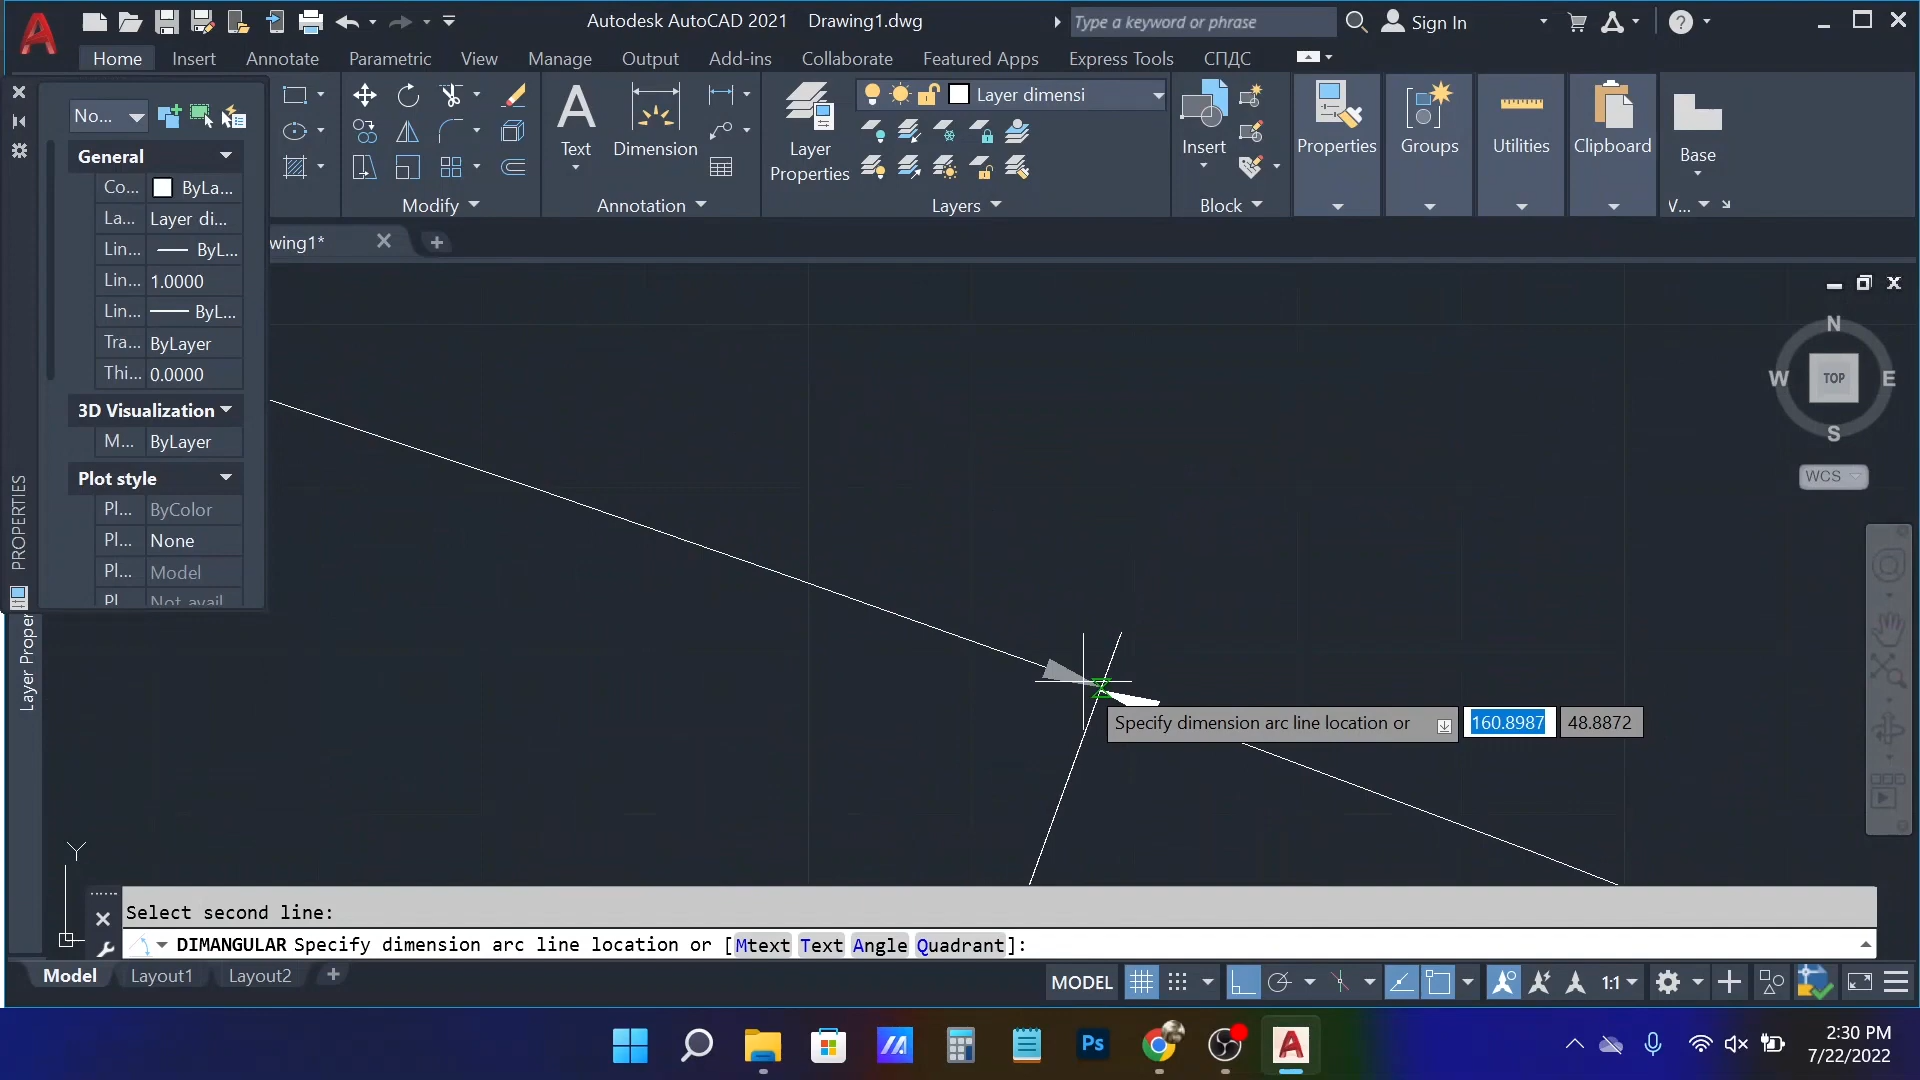 Autodesk AutoCAD 2021 Drawing1.dwg
Type a keyword or phrase
Sign In
Home Insert Annotate Parametric View Manage Output Add-ins Collaborate Featured Apps Express Tools СПДС
No...
General
Co... ByLa...
La... Layer di...
Lin... ByL...
Lin... 1.0000
Lin... ByL...
Tra... ByLayer
Thi... 0.0000
3D Visualization
M... ByLayer
Plot style
Pl... ByColor
Pl... None
Pl... Model
Pl Not avail
PROPERTIES
Layer Proper
Modify
Text
Dimension
Annotation
Layer Properties
Layer dimensi
Layers
Insert
Block
Properties
Groups
Utilities
Clipboard
Base
V...
wing1*
N
W TOP E
S
WCS
Specify dimension arc line location or 160.8987 48.8872
Y
Select second line:
DIMANGULAR Specify dimension arc line location or [Mtext Text Angle Quadrant]:
Model Layout1 Layout2
MODEL
1:1
Ps
2:30 PM
7/22/2022